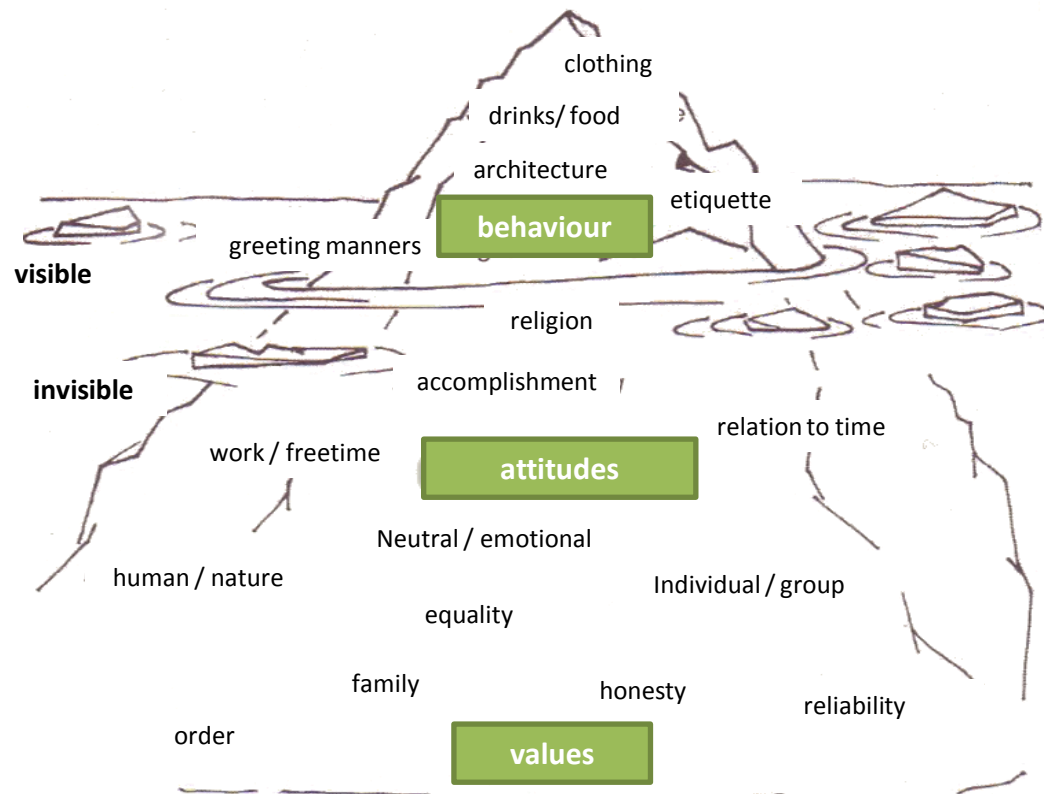 clothing
drinks/ food
architecture
etiquette
behaviour
greeting manners
visible
religion
accomplishment
invisible
relation to time
work / freetime
attitudes
Neutral / emotional
human / nature
Individual / group
equality
family
honesty
reliability
order
values